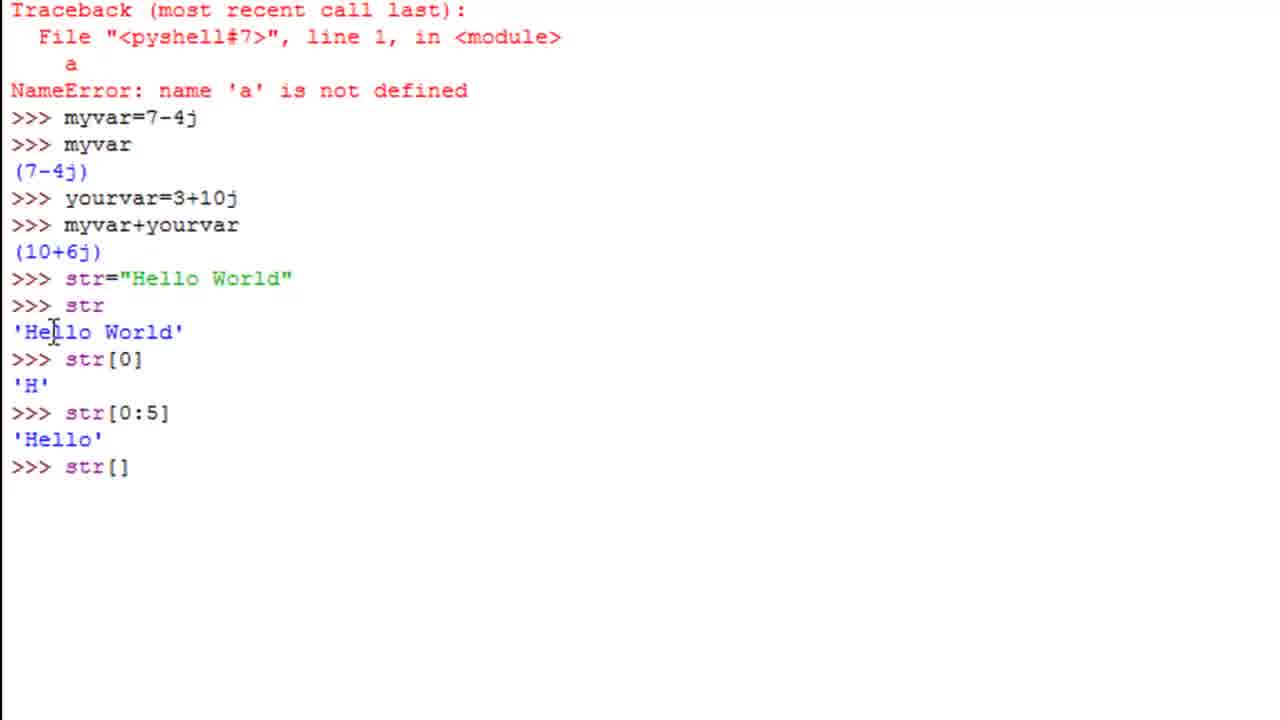 Traceback (most recent call last):
  File "<pyshell#7>", line 1, in <module>
    a
NameError: name 'a' is not defined
>>> myvar=7-4j
>>> myvar
(7-4j)
>>> yourvar=3+10j
>>> myvar+yourvar
(10+6j)
>>> str="Hello World"
>>> str
'Hello World'
>>> str[0]
'H'
>>> str[0:5]
'Hello'
>>> str[]